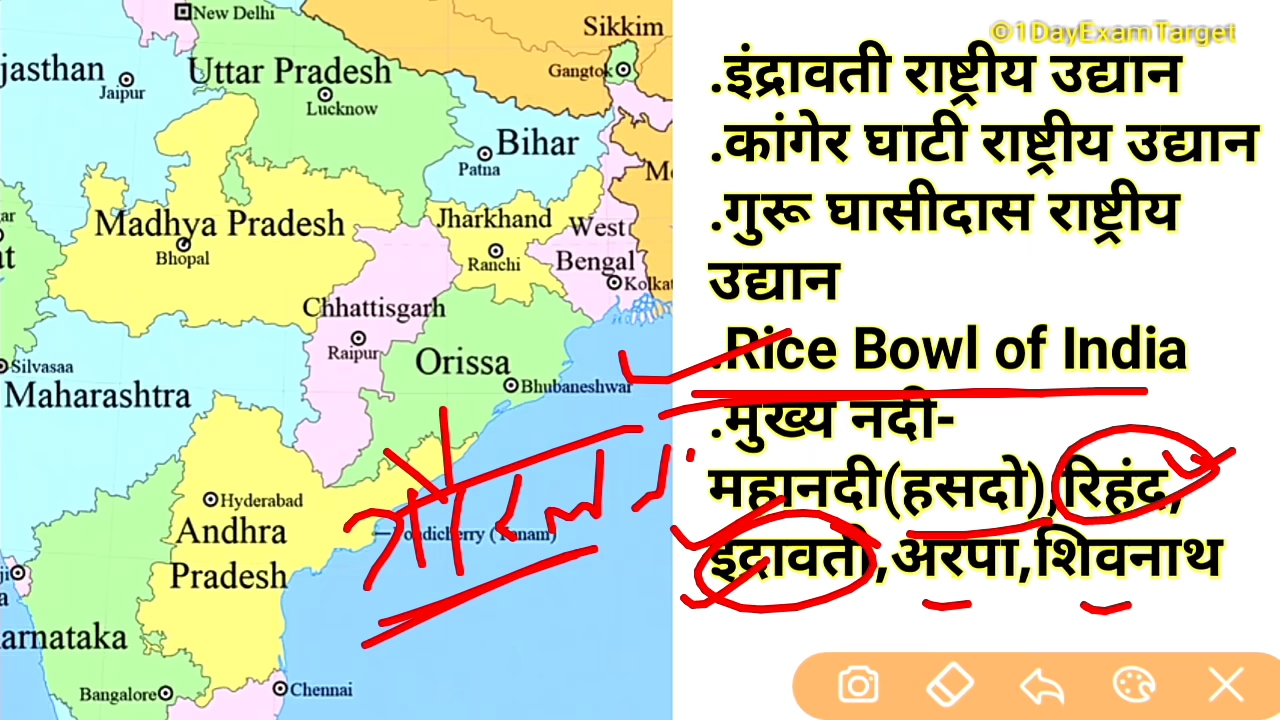 New Delhi
Sikkim
Gangtok
jasthan
Jaipur
Uttar Pradesh
Lucknow
Bihar
Patna
Madhya Pradesh
Bhopal
Jharkhand
Ranchi
West
Bengal
Kolkat
Chhattisgarh
Raipur
Orissa
Bhubaneshwar
Silvasaa
Maharashtra
Hyderabad
Andhra
Pradesh
arnataka
Bangalore
Chennai
©1DayExamTarget
.इंद्रावती राष्ट्रीय उद्यान
.कांगेर घाटी राष्ट्रीय उद्यान
.गुरू घासीदास राष्ट्रीय
उद्यान
.Rice Bowl of India
.मुख्य नदी-
महानदी(हसदो),रिहंद,
इंद्रावती,अरपा,शिवनाथ